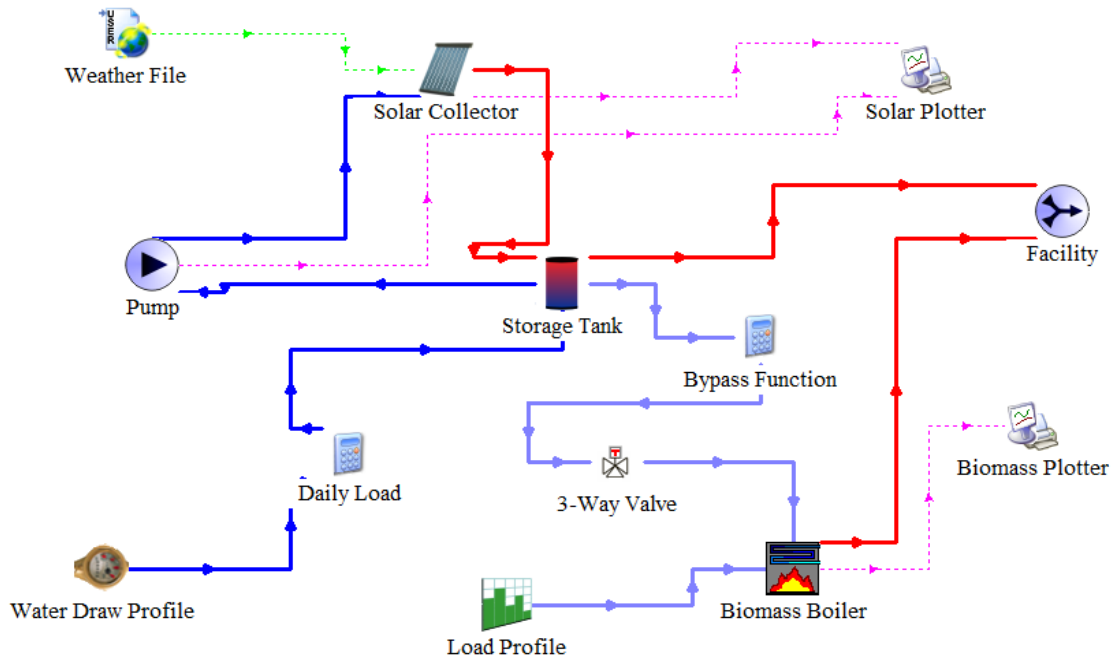 USER
Weather File
Solar Collector
Solar Plotter
Facility
Pump
Storage Tank
Bypass Function
Daily Load
3-Way Valve
Biomass Plotter
Water Draw Profile
Load Profile
Biomass Boiler